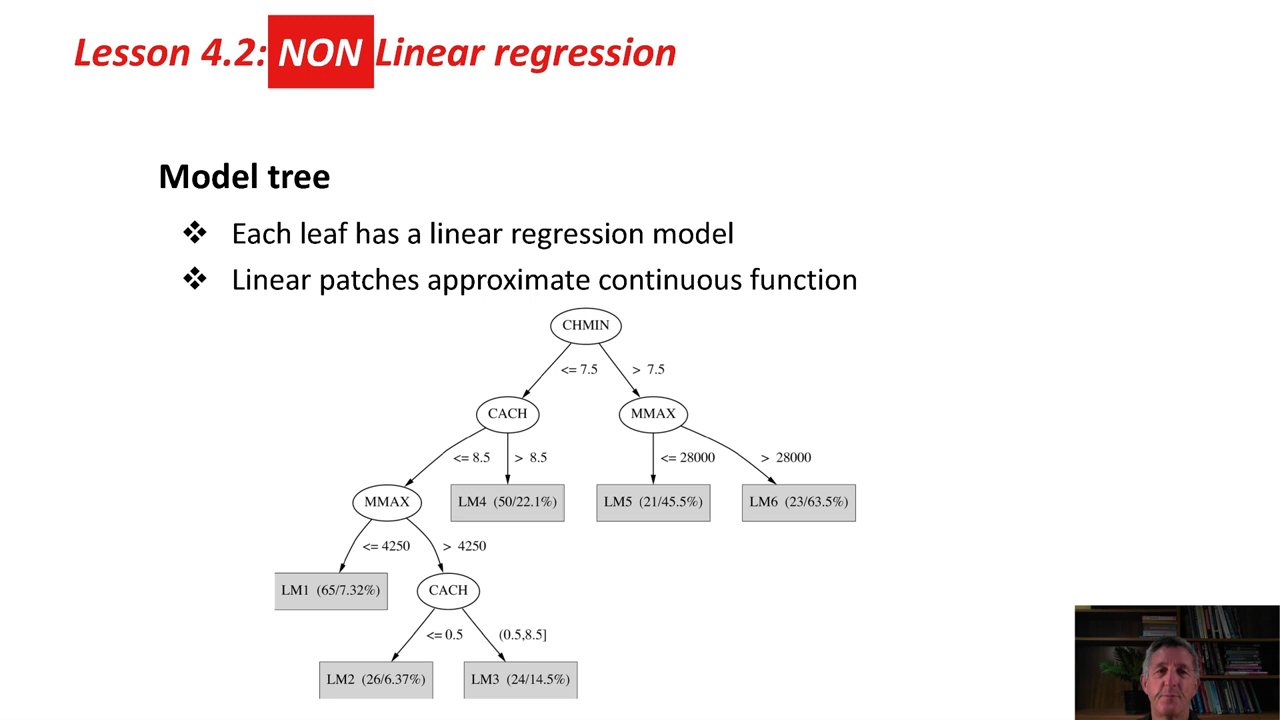 Lesson 4.2: NON Linear regression
Model tree
❖ Each leaf has a linear regression model
❖ Linear patches approximate continuous function
CHMIN
<= 7.5 > 7.5
CACH MMAX
<= 8.5 > 8.5 <= 28000 > 28000
MMAX LM4 (50/22.1%) LM5 (21/45.5%) LM6 (23/63.5%)
<= 4250 > 4250
LM1 (65/7.32%) CACH
<= 0.5 (0.5,8.5]
LM2 (26/6.37%) LM3 (24/14.5%)